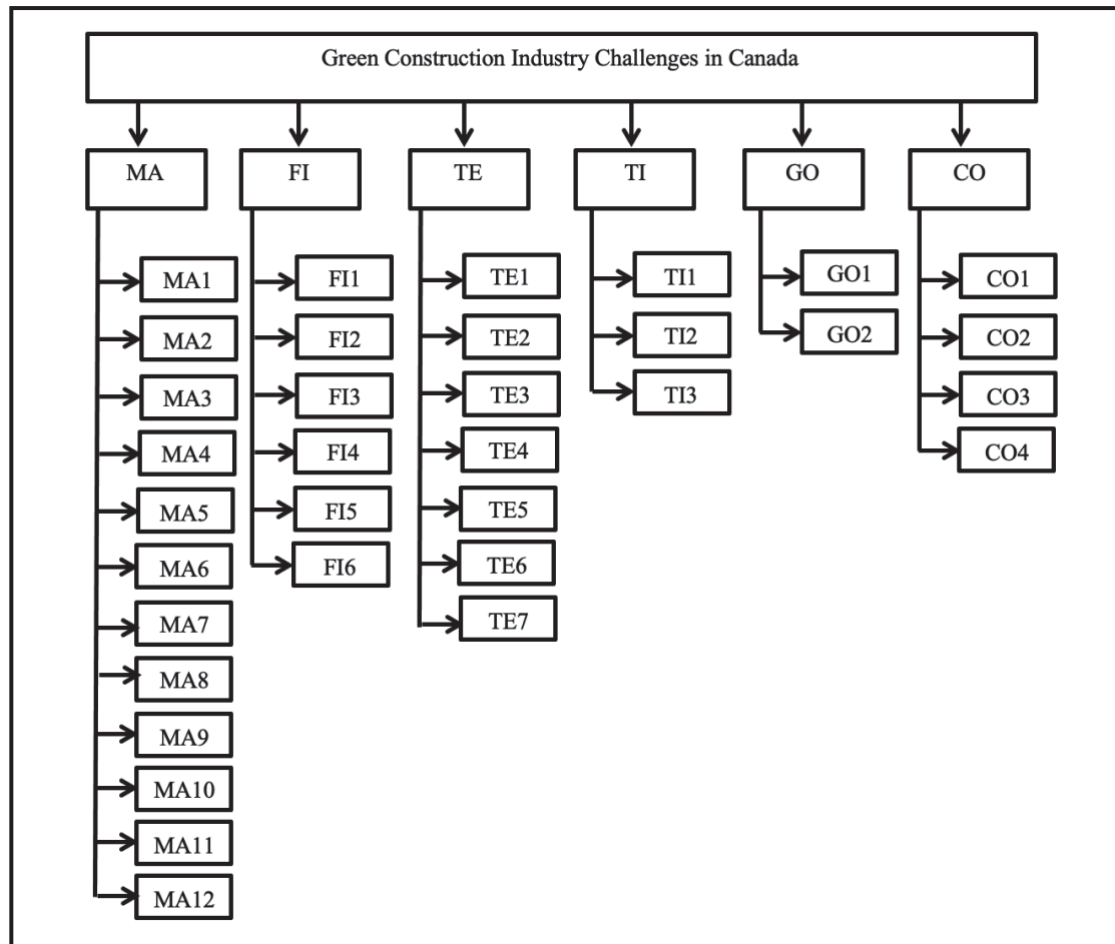 Green Construction Industry Challenges in Canada
MA
FI
TE
TI
GO
CO
MA1
MA2
MA3
MA4
MA5
MA6
MA7
MA8
MA9
MA10
MA11
MA12
FI1
FI2
FI3
FI4
FI5
FI6
TE1
TE2
TE3
TE4
TE5
TE6
TE7
TI1
TI2
TI3
GO1
GO2
CO1
CO2
CO3
CO4